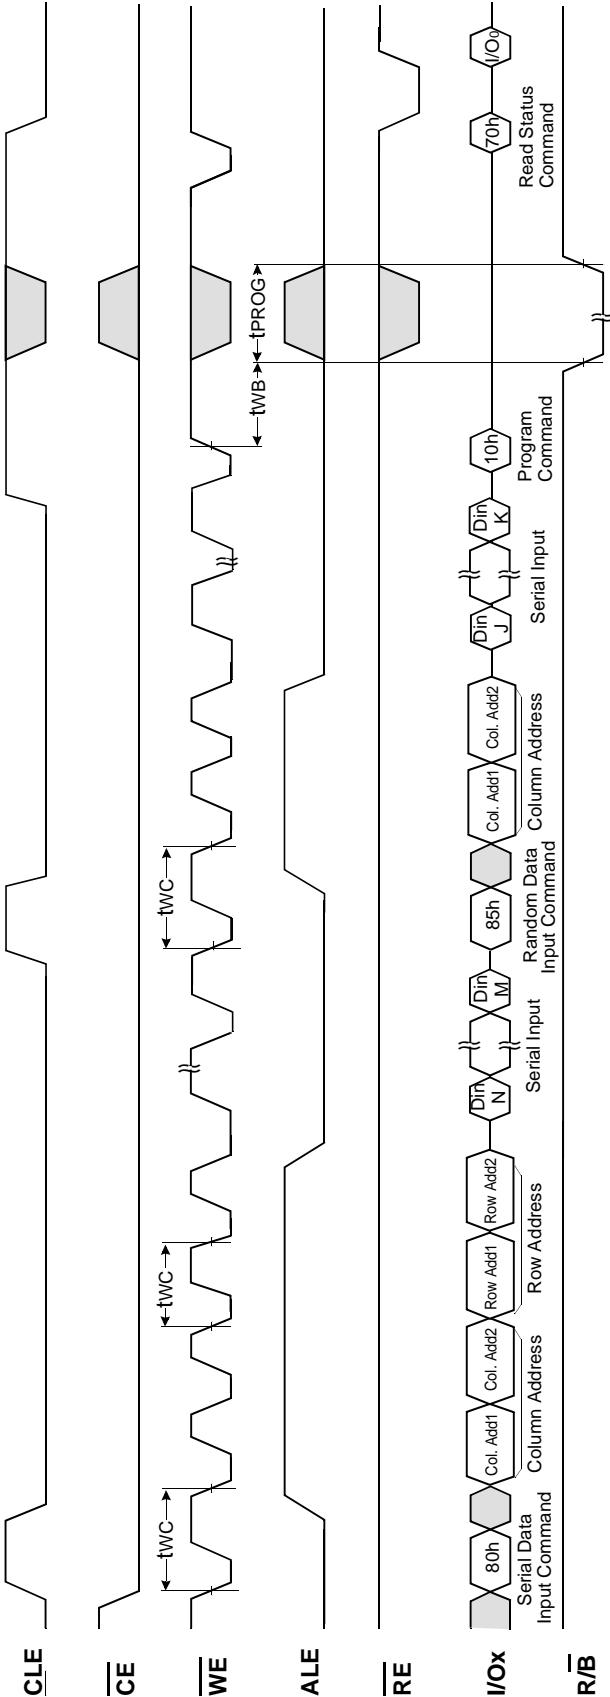 CLE
CE
WE
tWC
tWC
tWC
tWB
tPROG
ALE
RE
I/Ox
80h
Col. Add1
Col. Add2
Row Add1
Row Add2
Din
N
Din
M
85h
Col. Add1
Col. Add2
Din
J
Din
K
10h
70h
I/O0
Serial Data
Input Command
Column Address
Row Address
Serial Input
Random Data
Input Command
Column Address
Serial Input
Program
Command
Read Status
Command
R/B